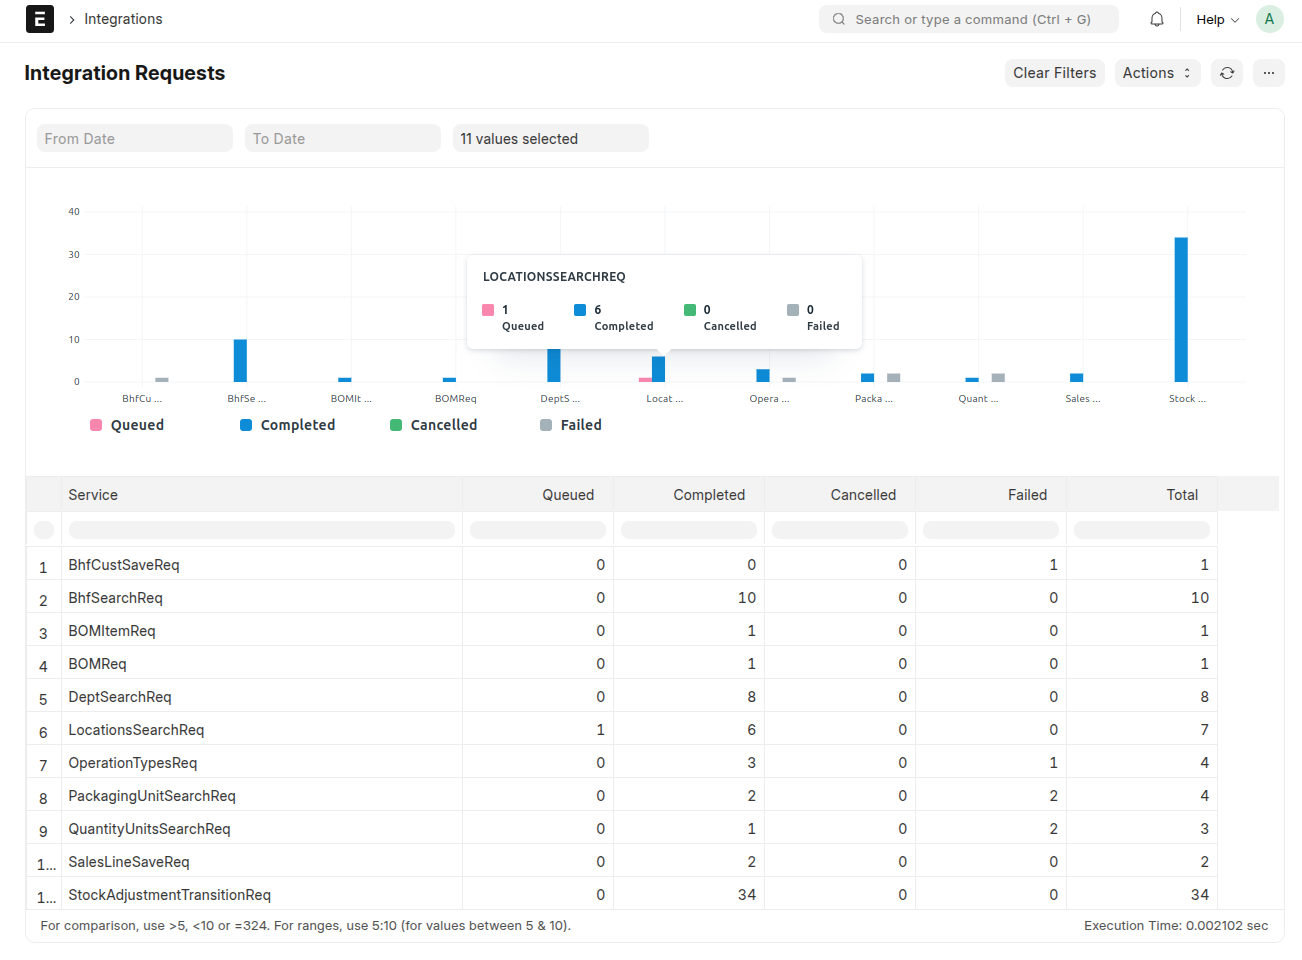 E
Integrations
Search or type a command (Ctrl + G)
Help
A
Integration Requests
Clear Filters
Actions
From Date
To Date
11 values selected
40
30
20
10
0
LOCATIONSSEARCHREQ
1 6 0 0
Queued Completed Cancelled Failed
BhfCu ... BhfSe ... BOMIt ... BOMReq DeptS ... Locat ... Opera ... Packa ... Quant ... Sales ... Stock ...
Queued Completed Cancelled Failed
Service Queued Completed Cancelled Failed Total
1 BhfCustSaveReq 0 0 0 1 1
2 BhfSearchReq 0 10 0 0 10
3 BOMItemReq 0 1 0 0 1
4 BOMReq 0 1 0 0 1
5 DeptSearchReq 0 8 0 0 8
6 LocationsSearchReq 1 6 0 0 7
7 OperationTypesReq 0 3 0 1 4
8 PackagingUnitSearchReq 0 2 0 2 4
9 QuantityUnitsSearchReq 0 1 0 2 3
1... SalesLineSaveReq 0 2 0 0 2
1... StockAdjustmentTransitionReq 0 34 0 0 34
For comparison, use >5, <10 or =324. For ranges, use 5:10 (for values between 5 & 10).
Execution Time: 0.002102 sec